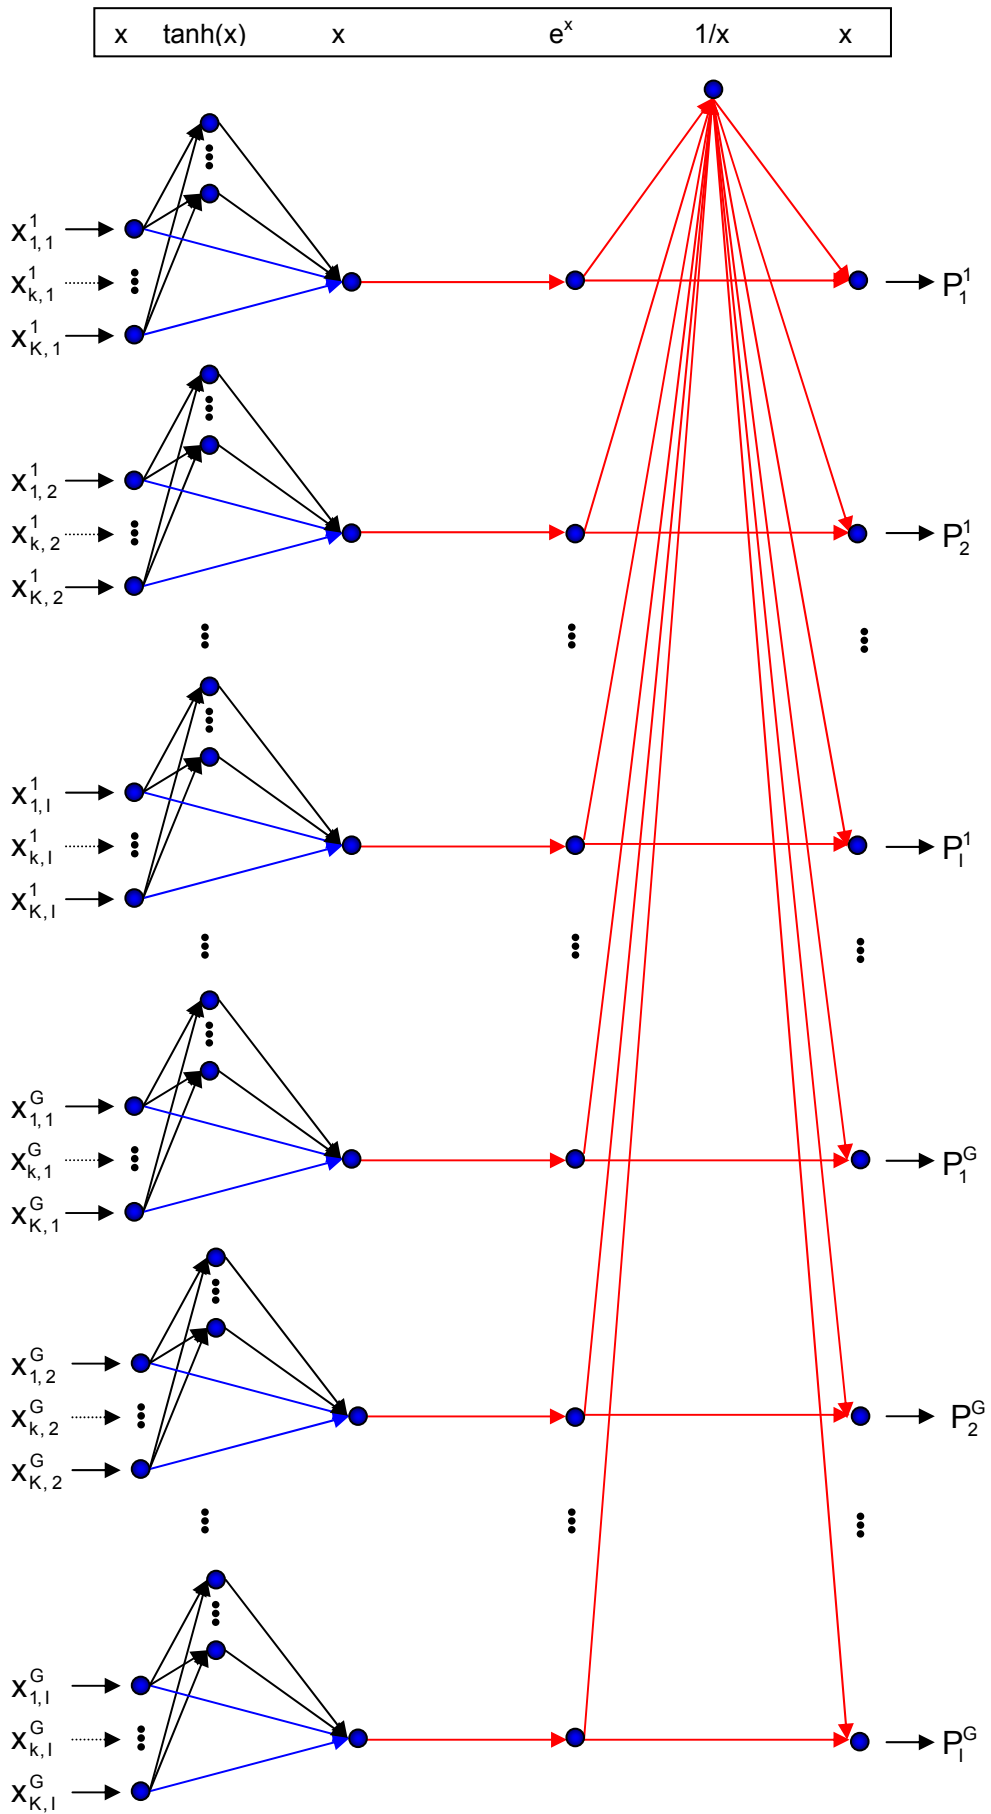 x tanh(x) x e^x 1/x x
x^1_{1,1}
x^1_{k,1} P^1_1
x^1_{K,1}
x^1_{1,2}
x^1_{k,2} P^1_2
x^1_{K,2}
x^1_{1,I}
x^1_{k,I} P^1_I
x^1_{K,I}
x^G_{1,1}
x^G_{k,1} P^G_1
x^G_{K,1}
x^G_{1,2}
x^G_{k,2} P^G_2
x^G_{K,2}
x^G_{1,I}
x^G_{k,I} P^G_I
x^G_{K,I}